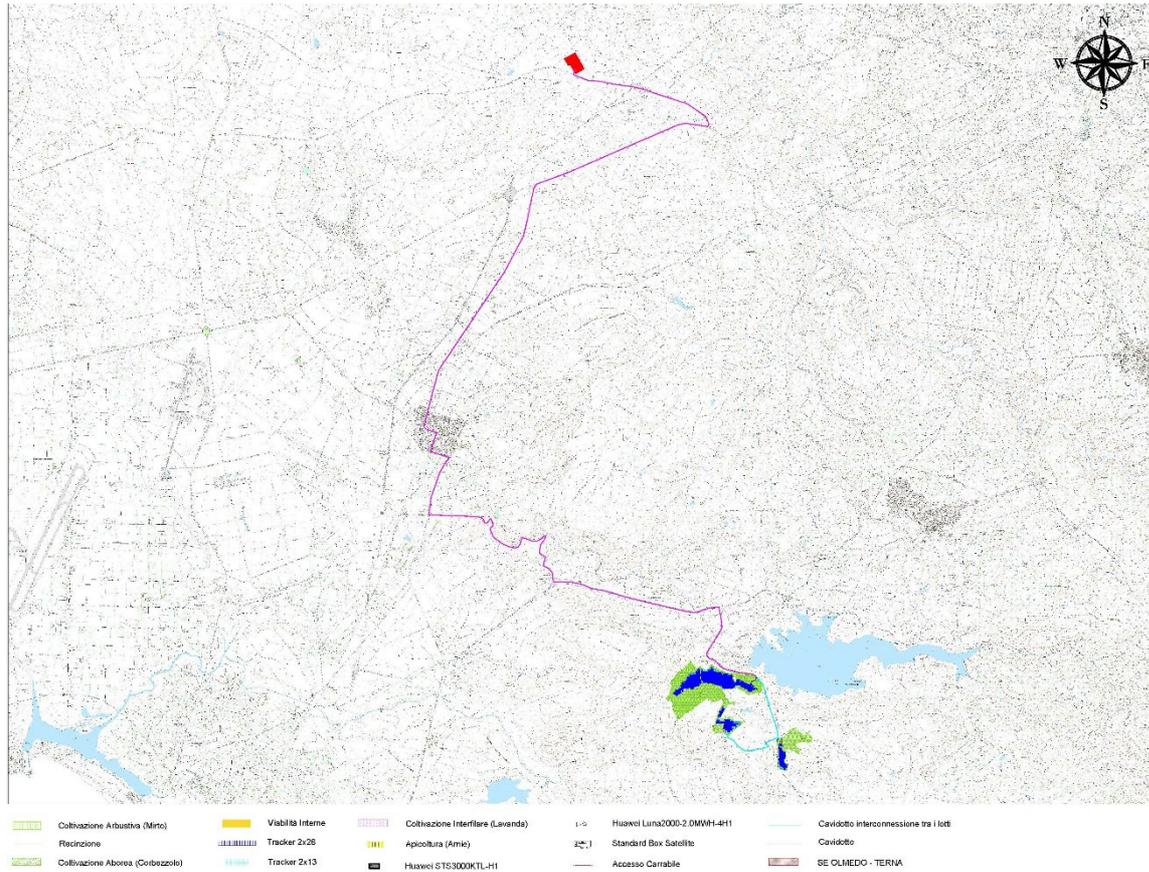 N
W E
S
Coltivazione Arbustiva (Mirto)
Viabilità Interne
Coltivazione Interfilare (Lavanda)
Huawei Luna2000-2.0MWH-4H1
Cavidotto interconnessione tra i lotti
Recinzione
Tracker 2x26
Apicoltura (Arnie)
Standard Box Satellite
Cavidotto
Coltivazione Aborea (Corbezzolo)
Tracker 2x13
Huawei STS3000KTL-H1
Accesso Carrabile
SE OLMEDO - TERNA